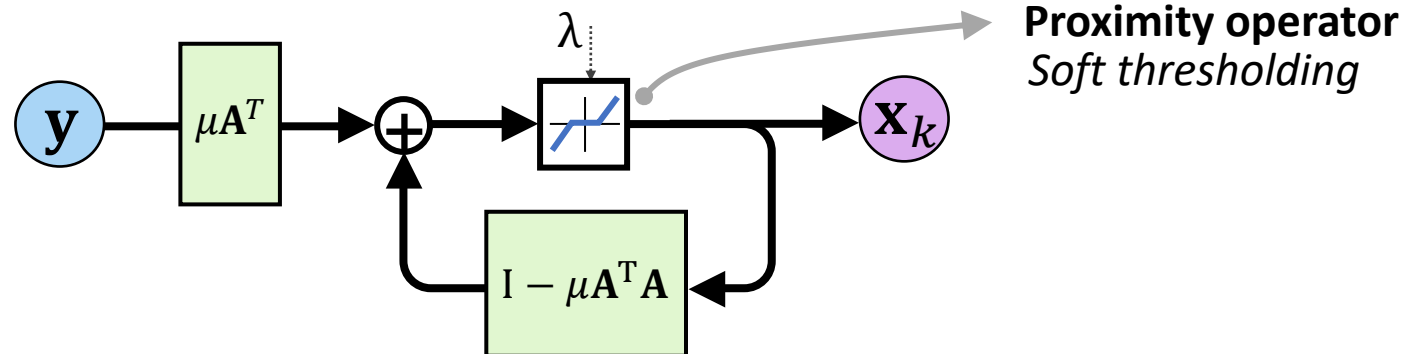 λ
Proximity operator
Soft thresholding
y
μA^T
+
x_k
I − μA^T A